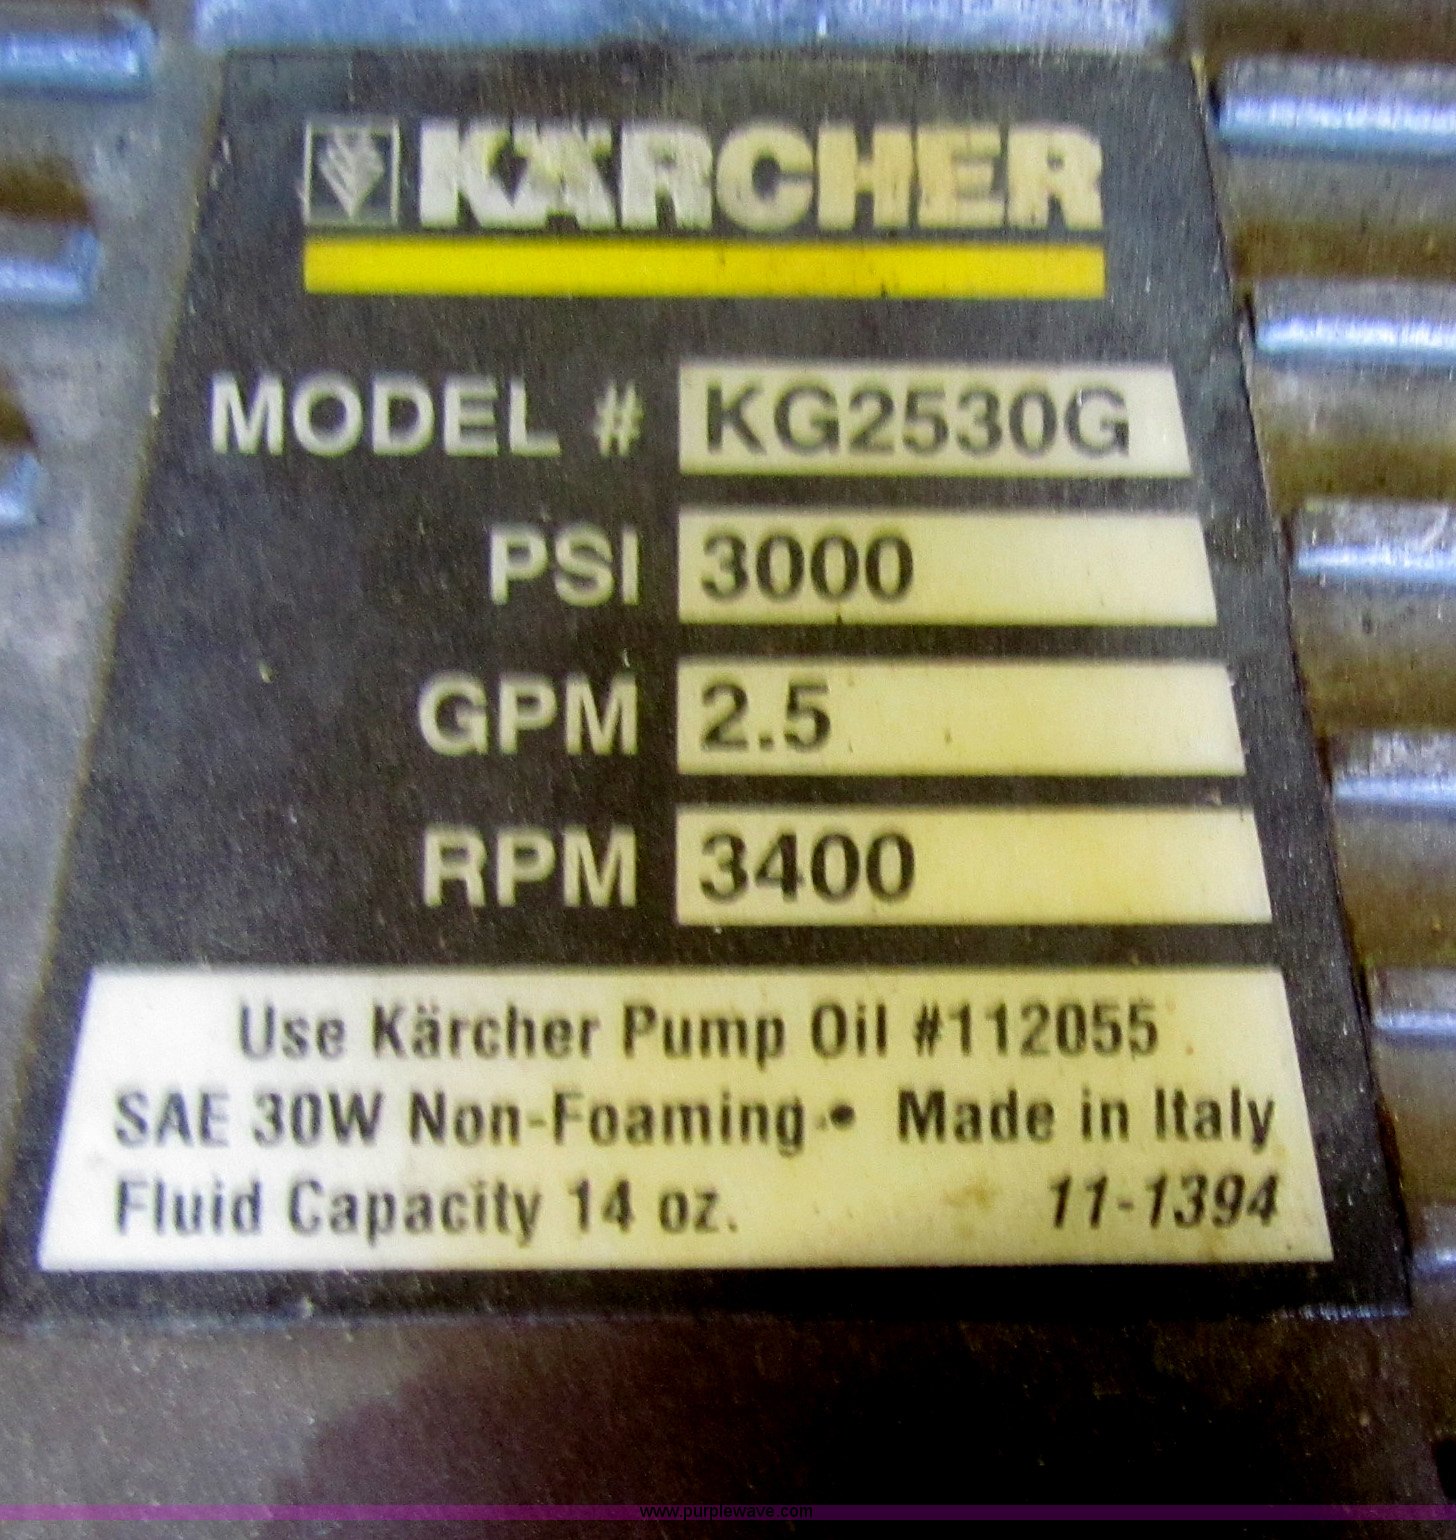 KÄRCHER
MODEL # KG2530G
PSI 3000
GPM 2.5
RPM 3400
Use Kärcher Pump Oil #112055
SAE 30W Non-Foaming • Made in Italy
Fluid Capacity 14 oz. 11-1394
www.purplewave.com